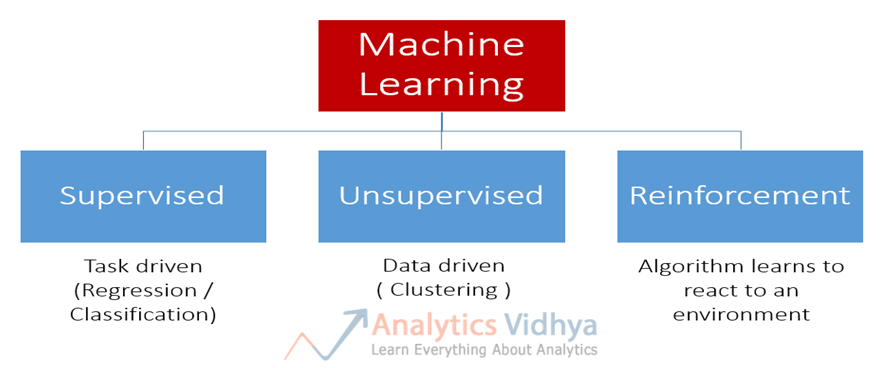 Machine
Learning
Supervised
Unsupervised
Reinforcement
Task driven
(Regression /
Classification)
Data driven
( Clustering )
Algorithm learns to
react to an
environment
Analytics Vidhya
Learn Everything About Analytics